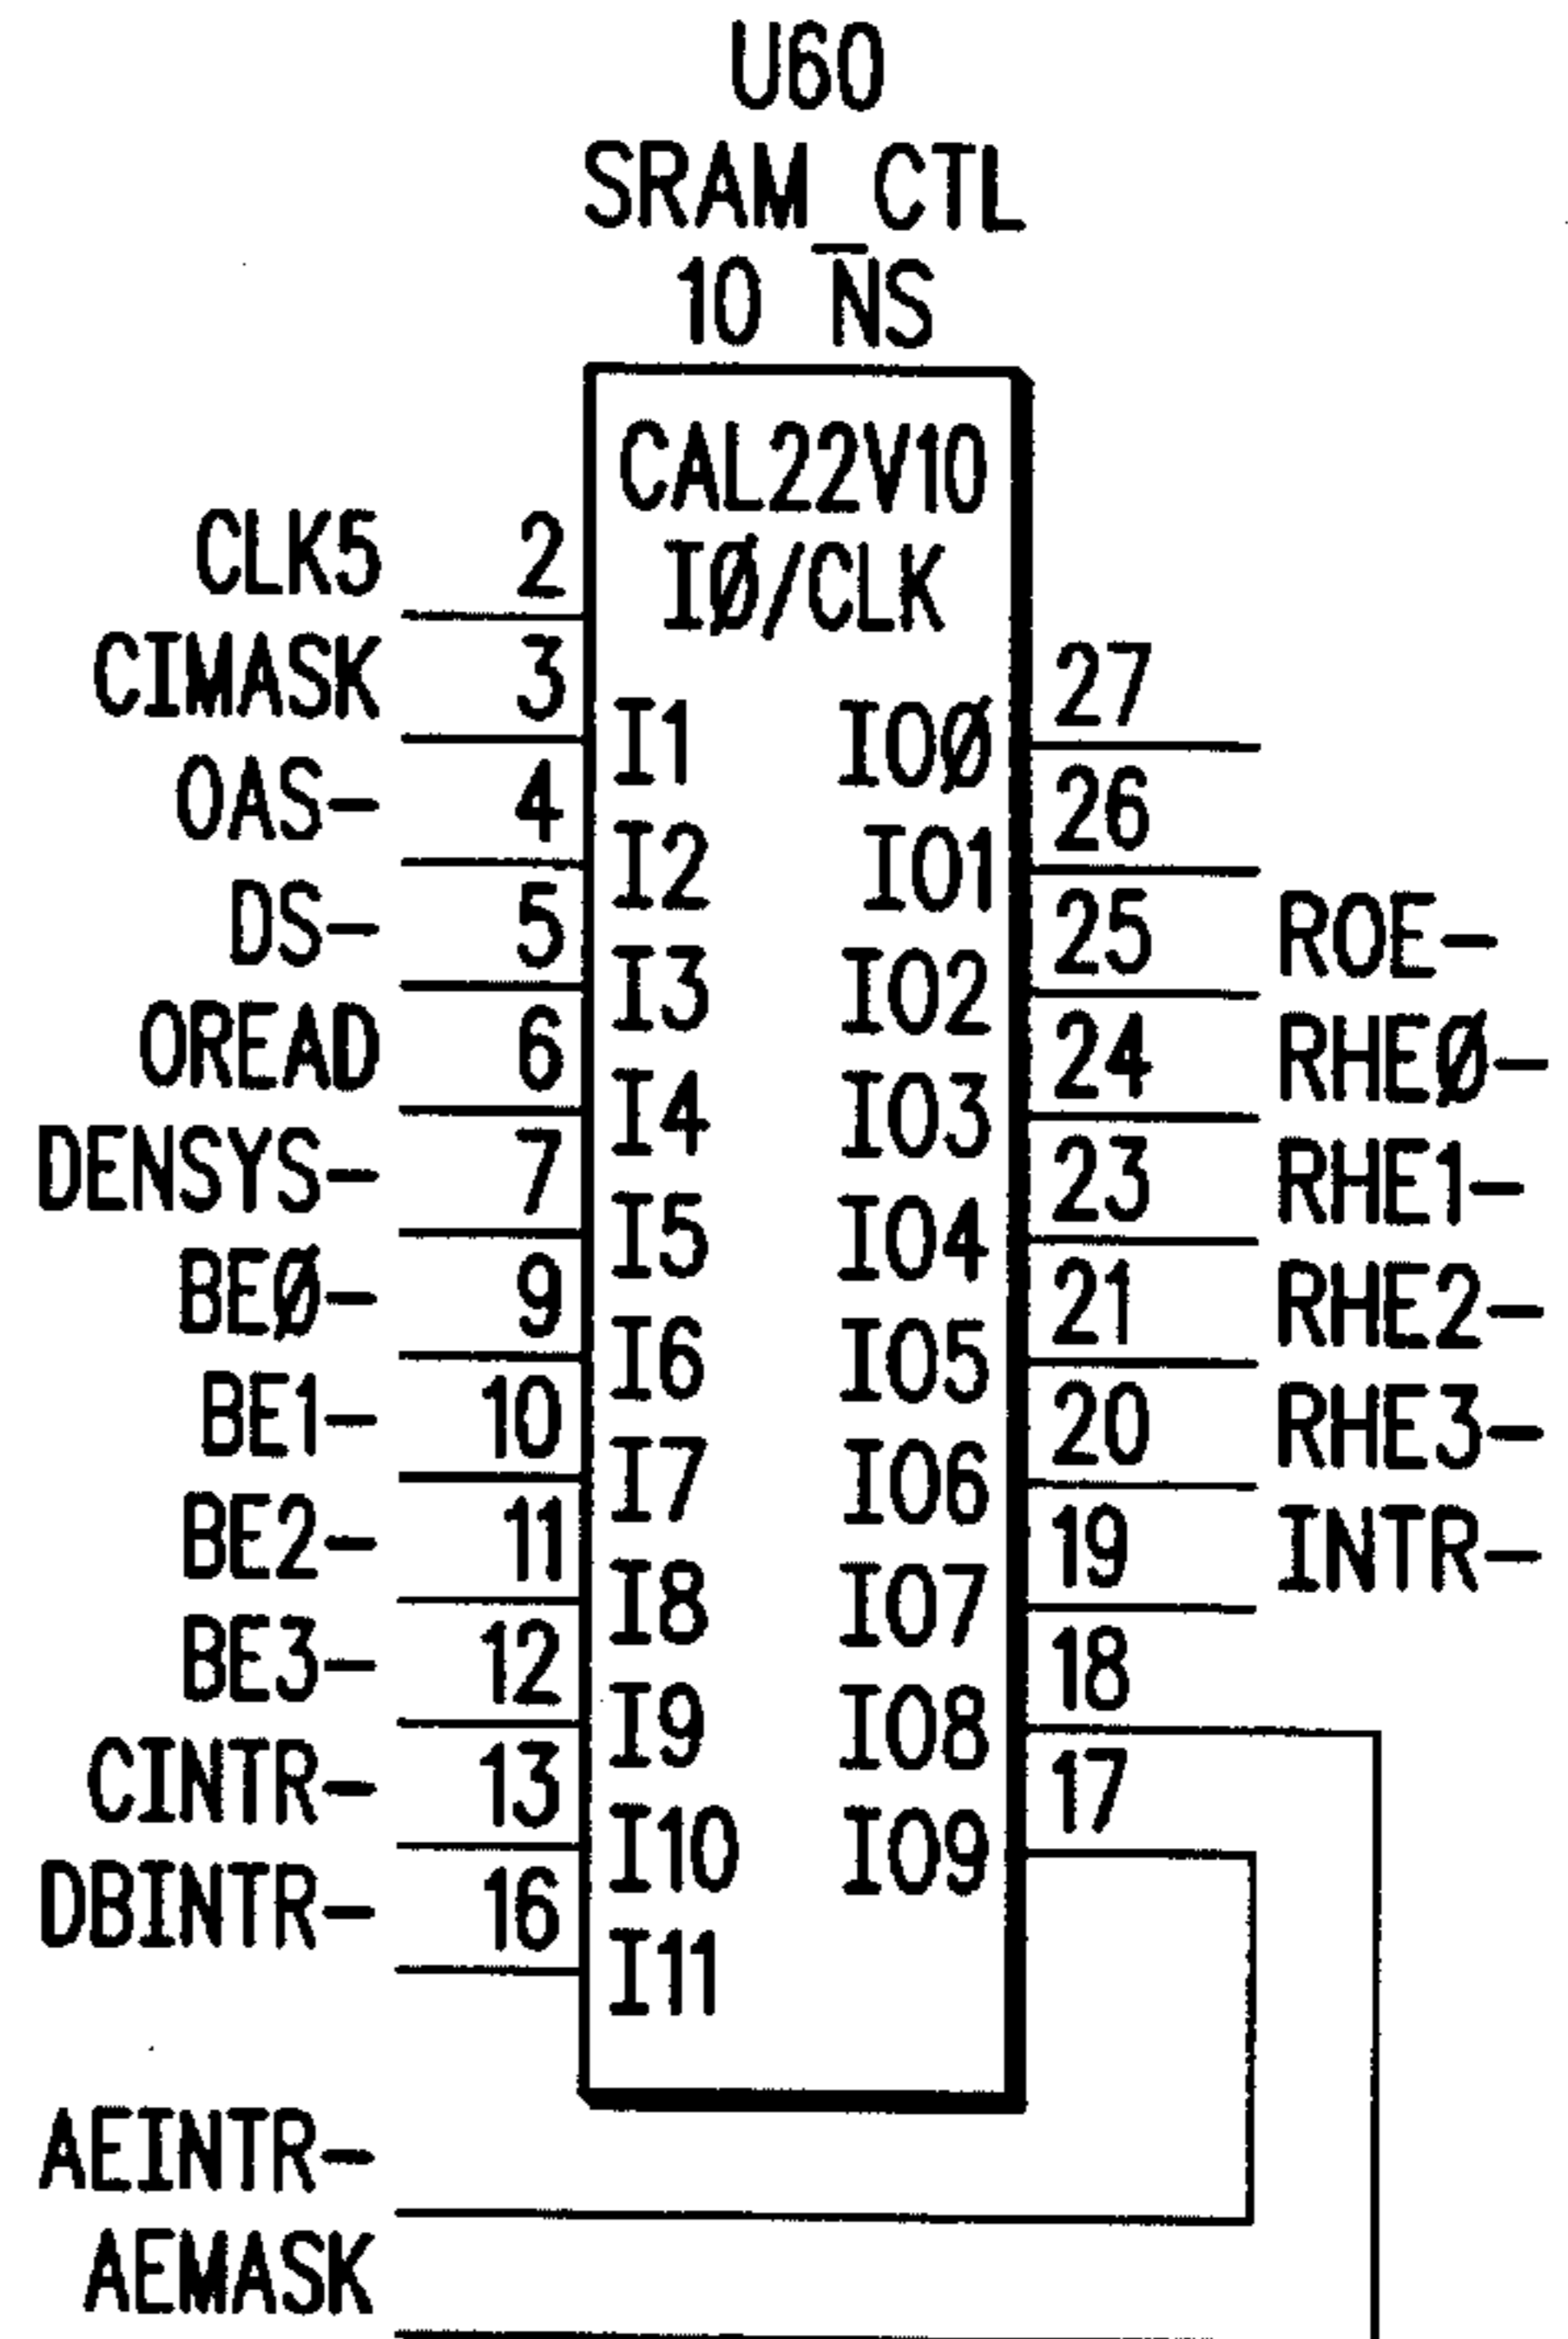 U60
SRAM_CTL
10 NS
CAL22V10
CLK5 2 IØ/CLK
CIMASK 3 I1 IOØ 27
OAS- 4 I2 IO1 26
DS- 5 I3 IO2 25 ROE-
OREAD 6 I4 IO3 24 RHEØ-
DENSYS- 7 I5 IO4 23 RHE1-
BEØ- 9 I6 IO5 21 RHE2-
BE1- 10 I7 IO6 20 RHE3-
BE2- 11 I8 IO7 19 INTR-
BE3- 12 I9 IO8 18
CINTR- 13 I10 IO9 17
DBINTR- 16 I11
AEINTR-
AEMASK